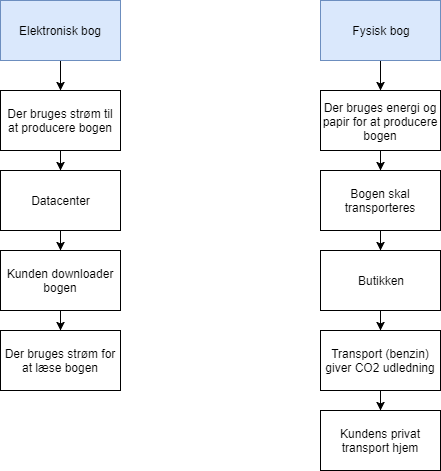 Elektronisk bog
Der bruges strøm til
at producere bogen
Datacenter
Kunden downloader
bogen
Der bruges strøm for
at læse bogen
Fysisk bog
Der bruges energi og
papir for at producere
bogen
Bogen skal
transporteres
Butikken
Transport (benzin)
giver CO2 udledning
Kundens privat
transport hjem